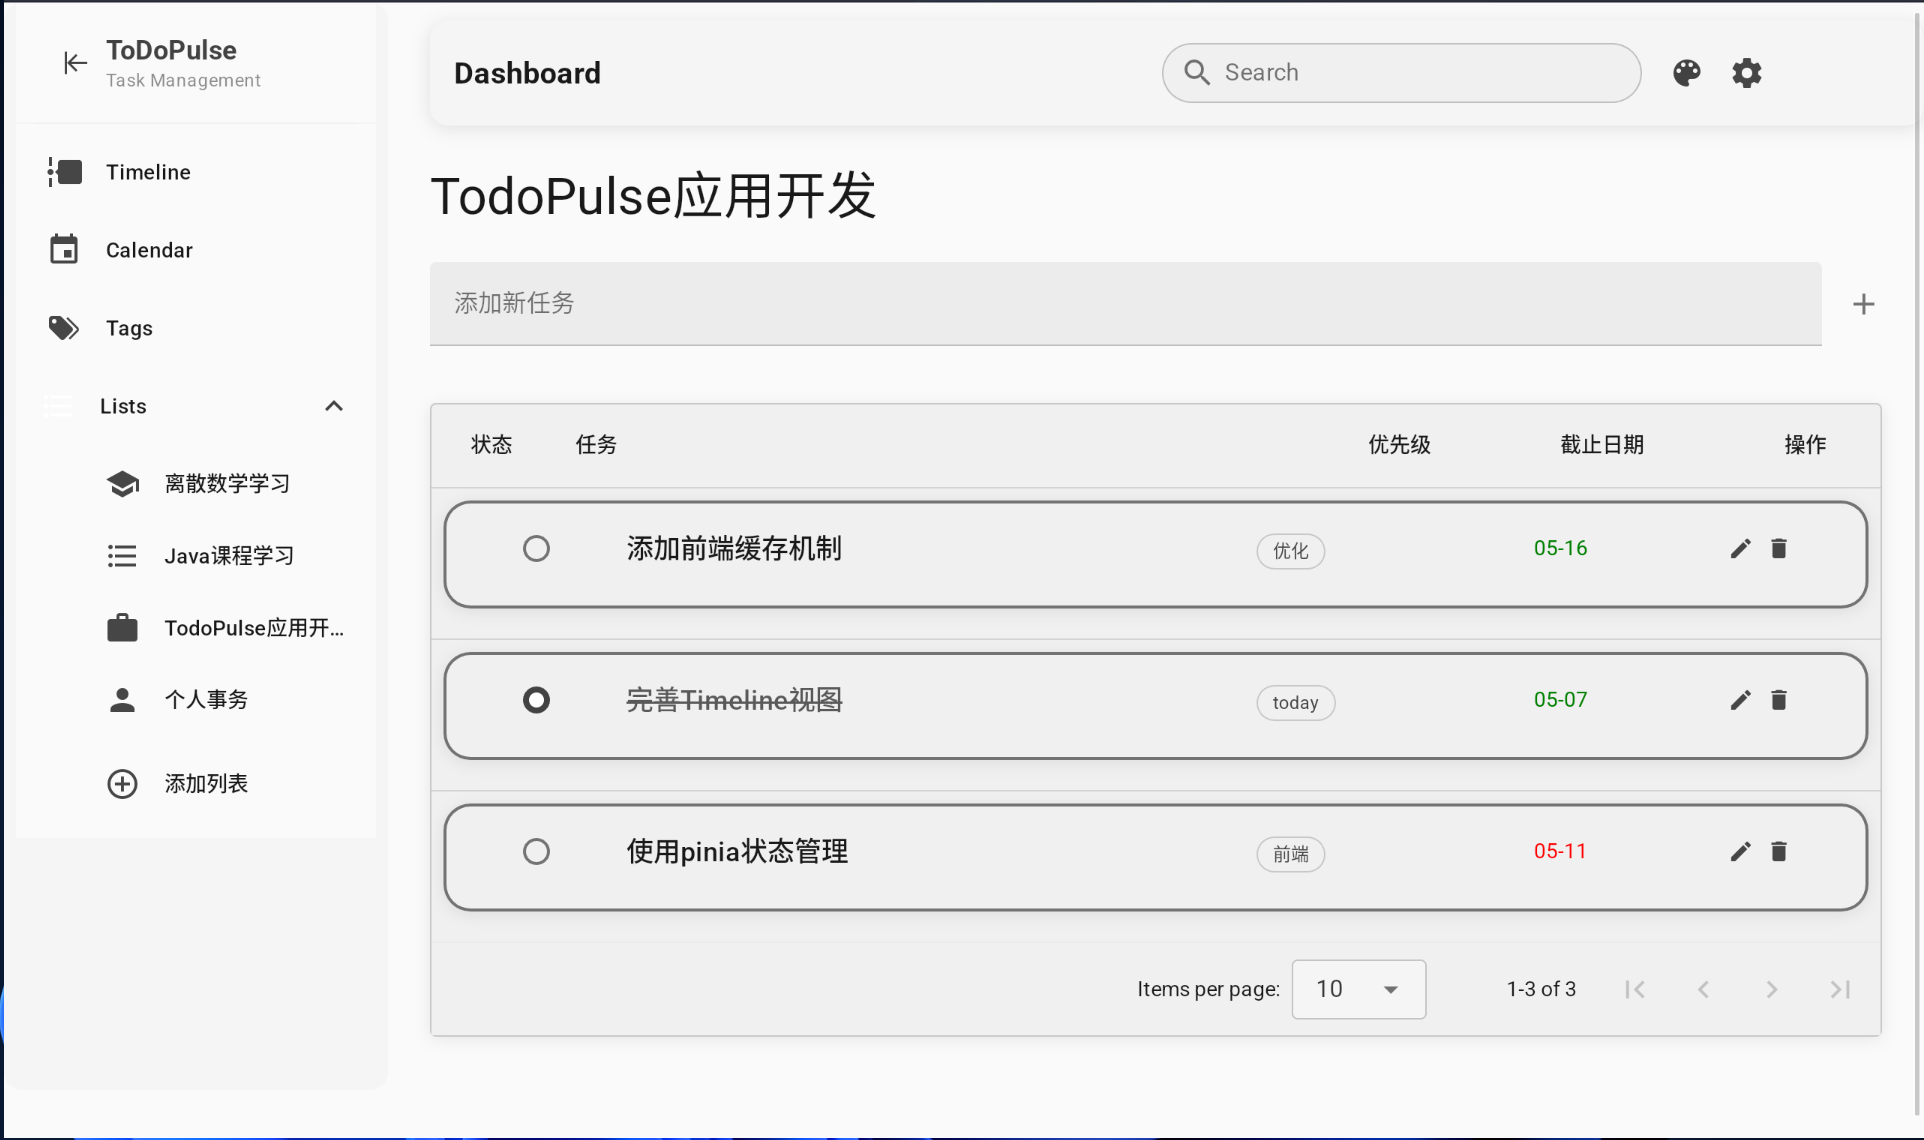 ToDoPulse
Task Management
Timeline
Calendar
Tags
Lists
离散数学学习
Java课程学习
TodoPulse应用开...
个人事务
添加列表
Dashboard
Search
TodoPulse应用开发
添加新任务
状态 任务 优先级 截止日期 操作
添加前端缓存机制 优化 05-16
完善Timeline视图 today 05-07
使用pinia状态管理 前端 05-11
Items per page: 10 1-3 of 3